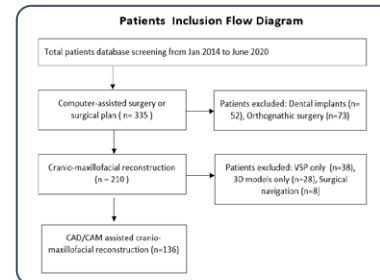 Patients Inclusion Flow Diagram
Total patients database screening from Jan 2014 to June 2020
Computer-assisted surgery or
surgical plan ( n= 335 )
Patients excluded: Dental implants (n=
52), Orthognathic surgery (n=73)
Cranio-maxillofacial reconstruction
(n – 210 )
Patients excluded: VSP only (n=38),
3D models only (n=28), Surgical
navigation (n=8)
CAD/CAM assisted cranio-
maxillofacial reconstruction (n=136)